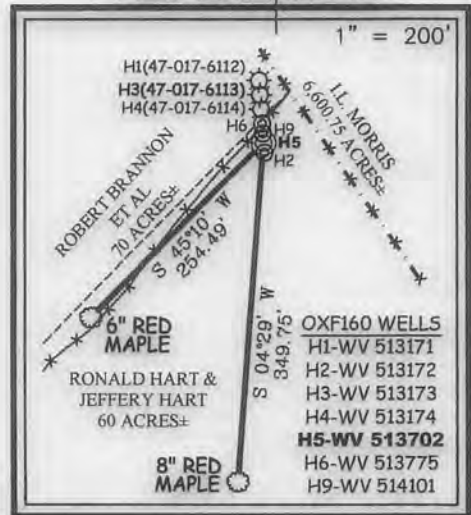 1" = 200'
H1(47-017-6112)
H3(47-017-6113)
H4(47-017-6114)
H6
H9
H5
H2
I.L. MORRIS
6,600.75 ACRES±
ROBERT BRANNON
ET AL
70 ACRES±
S 45°10' W
254.49'
S 04°29' W
349.75'
6" RED
MAPLE
RONALD HART &
JEFFERY HART
60 ACRES±
8" RED
MAPLE
OXF160 WELLS
H1-WV 513171
H2-WV 513172
H3-WV 513173
H4-WV 513174
H5-WV 513702
H6-WV 513775
H9-WV 514101